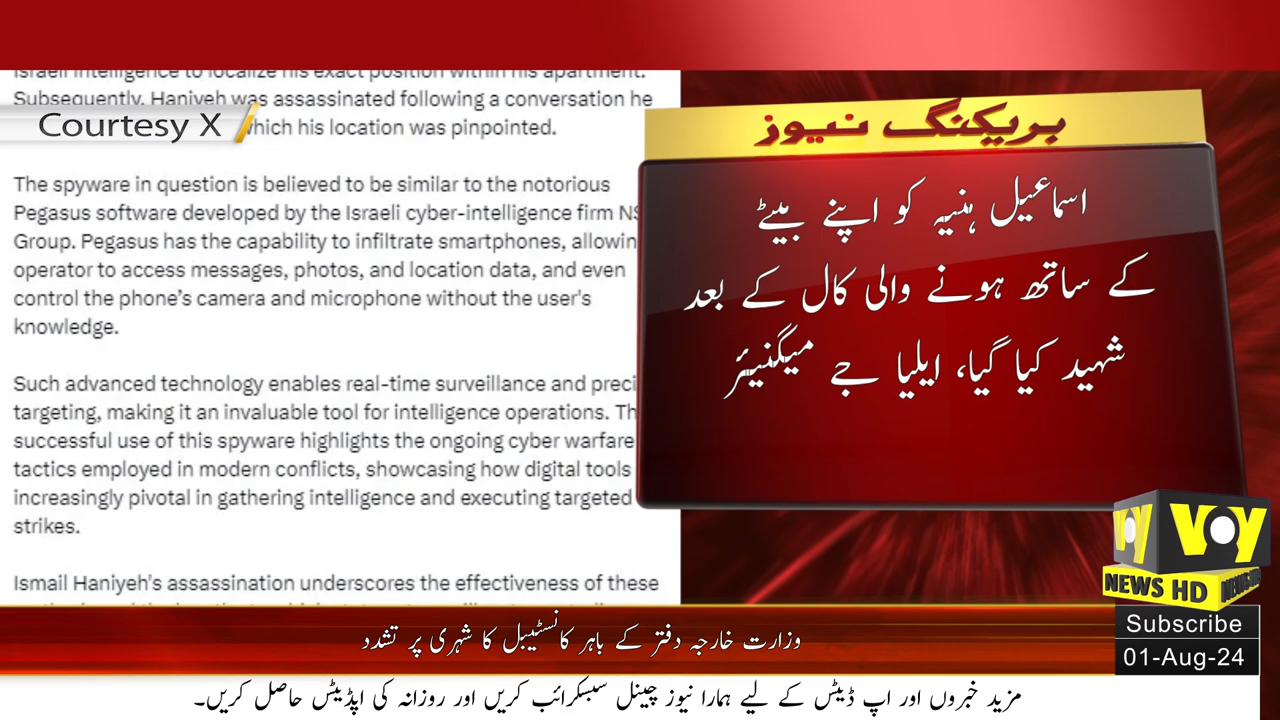 Israeli intelligence to localize his exact position within his apartment.
Subsequently, Haniyeh was assassinated following a conversation he
which his location was pinpointed.
Courtesy X
The spyware in question is believed to be similar to the notorious
Pegasus software developed by the Israeli cyber-intelligence firm NS
Group. Pegasus has the capability to infiltrate smartphones, allowin
operator to access messages, photos, and location data, and even
control the phone’s camera and microphone without the user's
knowledge.
Such advanced technology enables real-time surveillance and preci
targeting, making it an invaluable tool for intelligence operations. Th
successful use of this spyware highlights the ongoing cyber warfare
tactics employed in modern conflicts, showcasing how digital tools
increasingly pivotal in gathering intelligence and executing targeted
strikes.
Ismail Haniyeh's assassination underscores the effectiveness of these
بریکنگ نیوز
اسماعیل ہنیہ کو اپنے بیٹے
کے ساتھ ہونے والی کال کے بعد
شہید کیا گیا، ایلیا جے میگنیئر
VOY
NEWS HD
Subscribe
01-Aug-24
وزارت خارجہ دفتر کے باہر کانسٹیبل کا شہری پر تشدد
مزید خبروں اور اپ ڈیٹس کے لیے ہمارا نیوز چینل سبسکرائب کریں اور روزانہ کی اپڈیٹس حاصل کریں۔